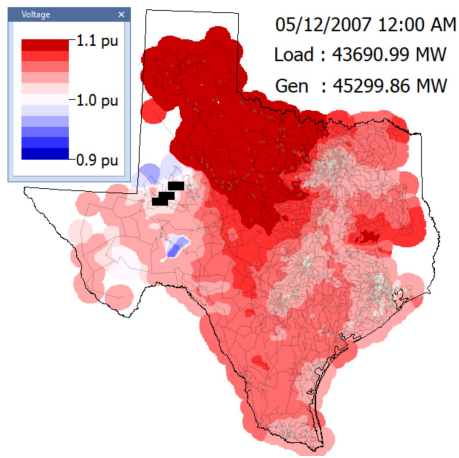 Voltage
1.1 pu
1.0 pu
0.9 pu
05/12/2007 12:00 AM
Load : 43690.99 MW
Gen : 45299.86 MW